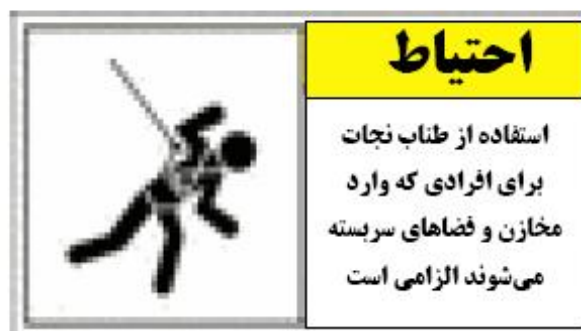 احتیاط
استفاده از طناب نجات
برای افرادی که وارد
مخازن و فضاهای سربسته
می‌شوند الزامی است